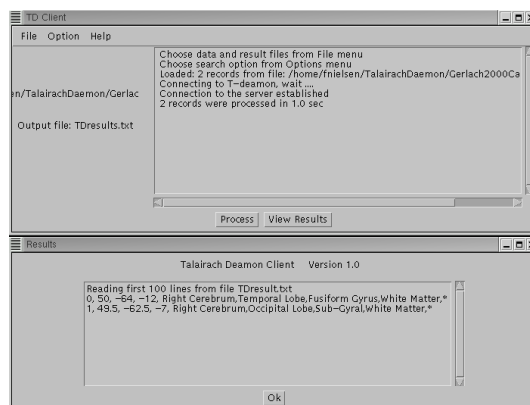 TD Client
File Option Help
Choose data and result files from File menu
Choose search option from Options menu
Loaded: 2 records from file: /home/fnielsen/TalairachDaemon/Gerlach2000Ca
Connecting to T-deamon, wait ....
Connection to the server established
2 records were processed in 1.0 sec
en/TalairachDaemon/Gerlac
Output file: TDresults.txt
Process View Results
Results
Talairach Deamon Client Version 1.0
Reading first 100 lines from file TDresult.txt
0, 50, -64, -12, Right Cerebrum,Temporal Lobe,Fusiform Gyrus,White Matter,*
1, 49.5, -62.5, -7, Right Cerebrum,Occipital Lobe,Sub-Gyral,White Matter,*
Ok